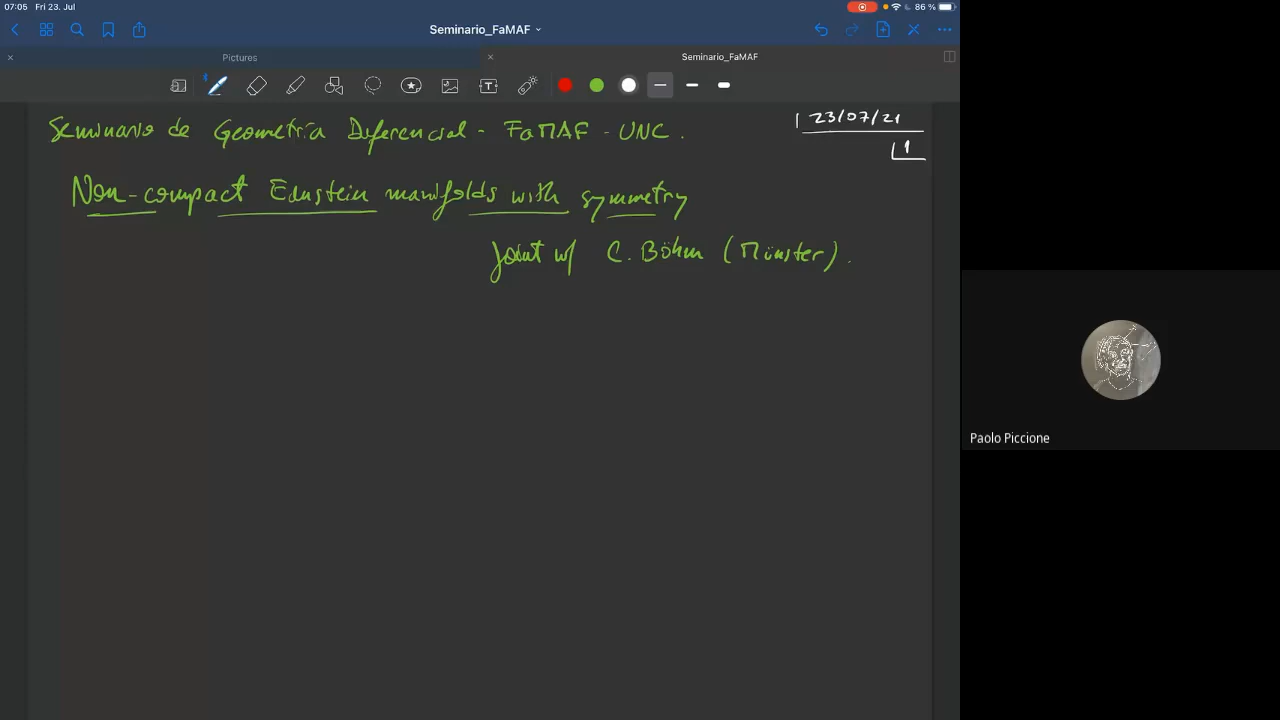 07:05 Fri 23. Jul
86 %
Seminario_FaMAF
Pictures
Seminario_FaMAF
Seminario de Geometría Diferencial - FaMAF - UNC.
23/07/21
1
Non-compact Einstein manifolds with symmetry
Joint w/ C. Böhm (Münster).
Paolo Piccione